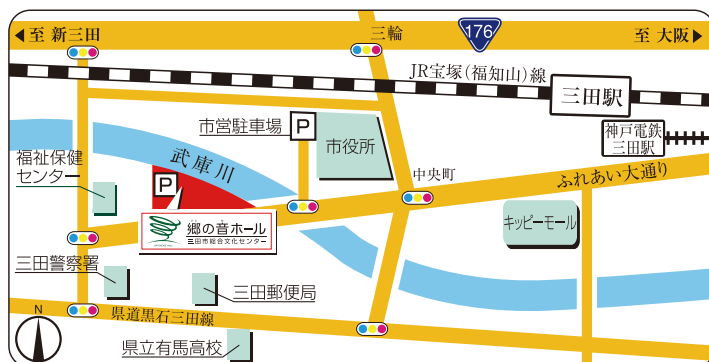 至 新三田
三輪
176
至 大阪
JR宝塚(福知山)線
三田駅
神戸電鉄
三田駅
市営駐車場
P
市役所
武庫川
福祉保健
センター
P
中央町
ふれあい大通り
郷の音ホール
三田市総合文化センター
キッピーモール
三田警察署
三田郵便局
県道黒石三田線
県立有馬高校
N